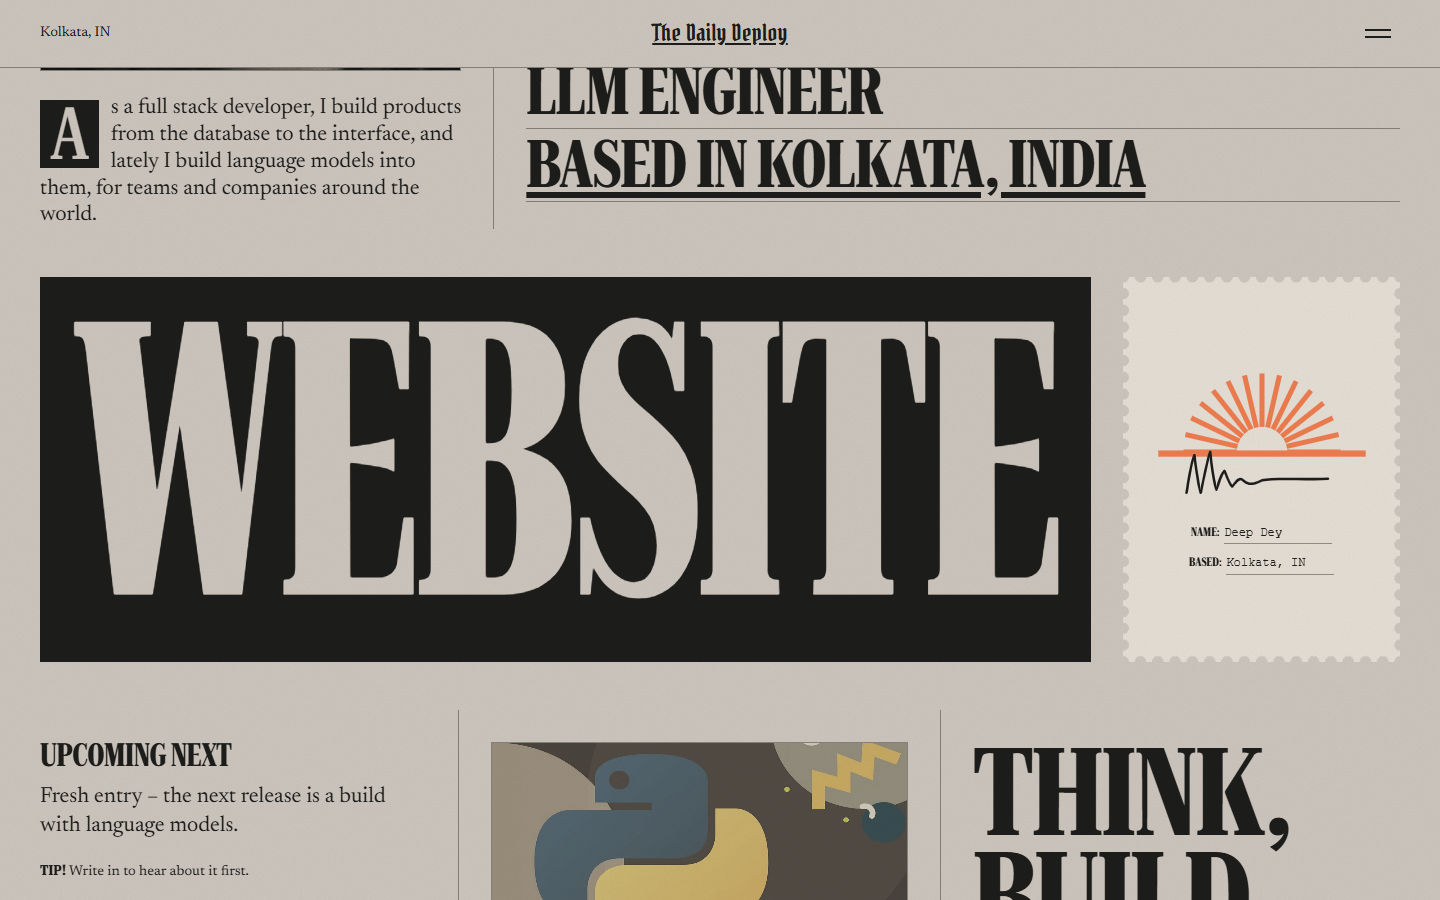 Kolkata, IN
The Daily Deploy
LLM ENGINEER
BASED IN KOLKATA, INDIA
As a full stack developer, I build products
from the database to the interface, and
lately I build language models into
them, for teams and companies around the
world.
WEBSITE
NAME: Deep Dey
BASED: Kolkata, IN
UPCOMING NEXT
Fresh entry – the next release is a build
with language models.
TIP! Write in to hear about it first.
THINK,
BUILD